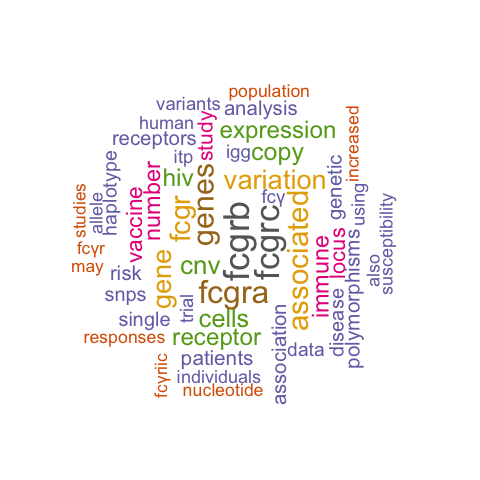 population
variants
analysis
human
study
expression
increased
receptors
itp
igg
copy
haplotype
hiv
variation
genetic
allele
vaccine
number
genes
fcγ
using
studies
fcgr
fcgrb
fcgrc
associated
locus
susceptibility
fcγr
may
gene
cnv
immune
polymorphisms
also
risk
fcgra
disease
snps
trial
single
cells
responses
receptor
association
data
patients
fcγriic
individuals
nucleotide